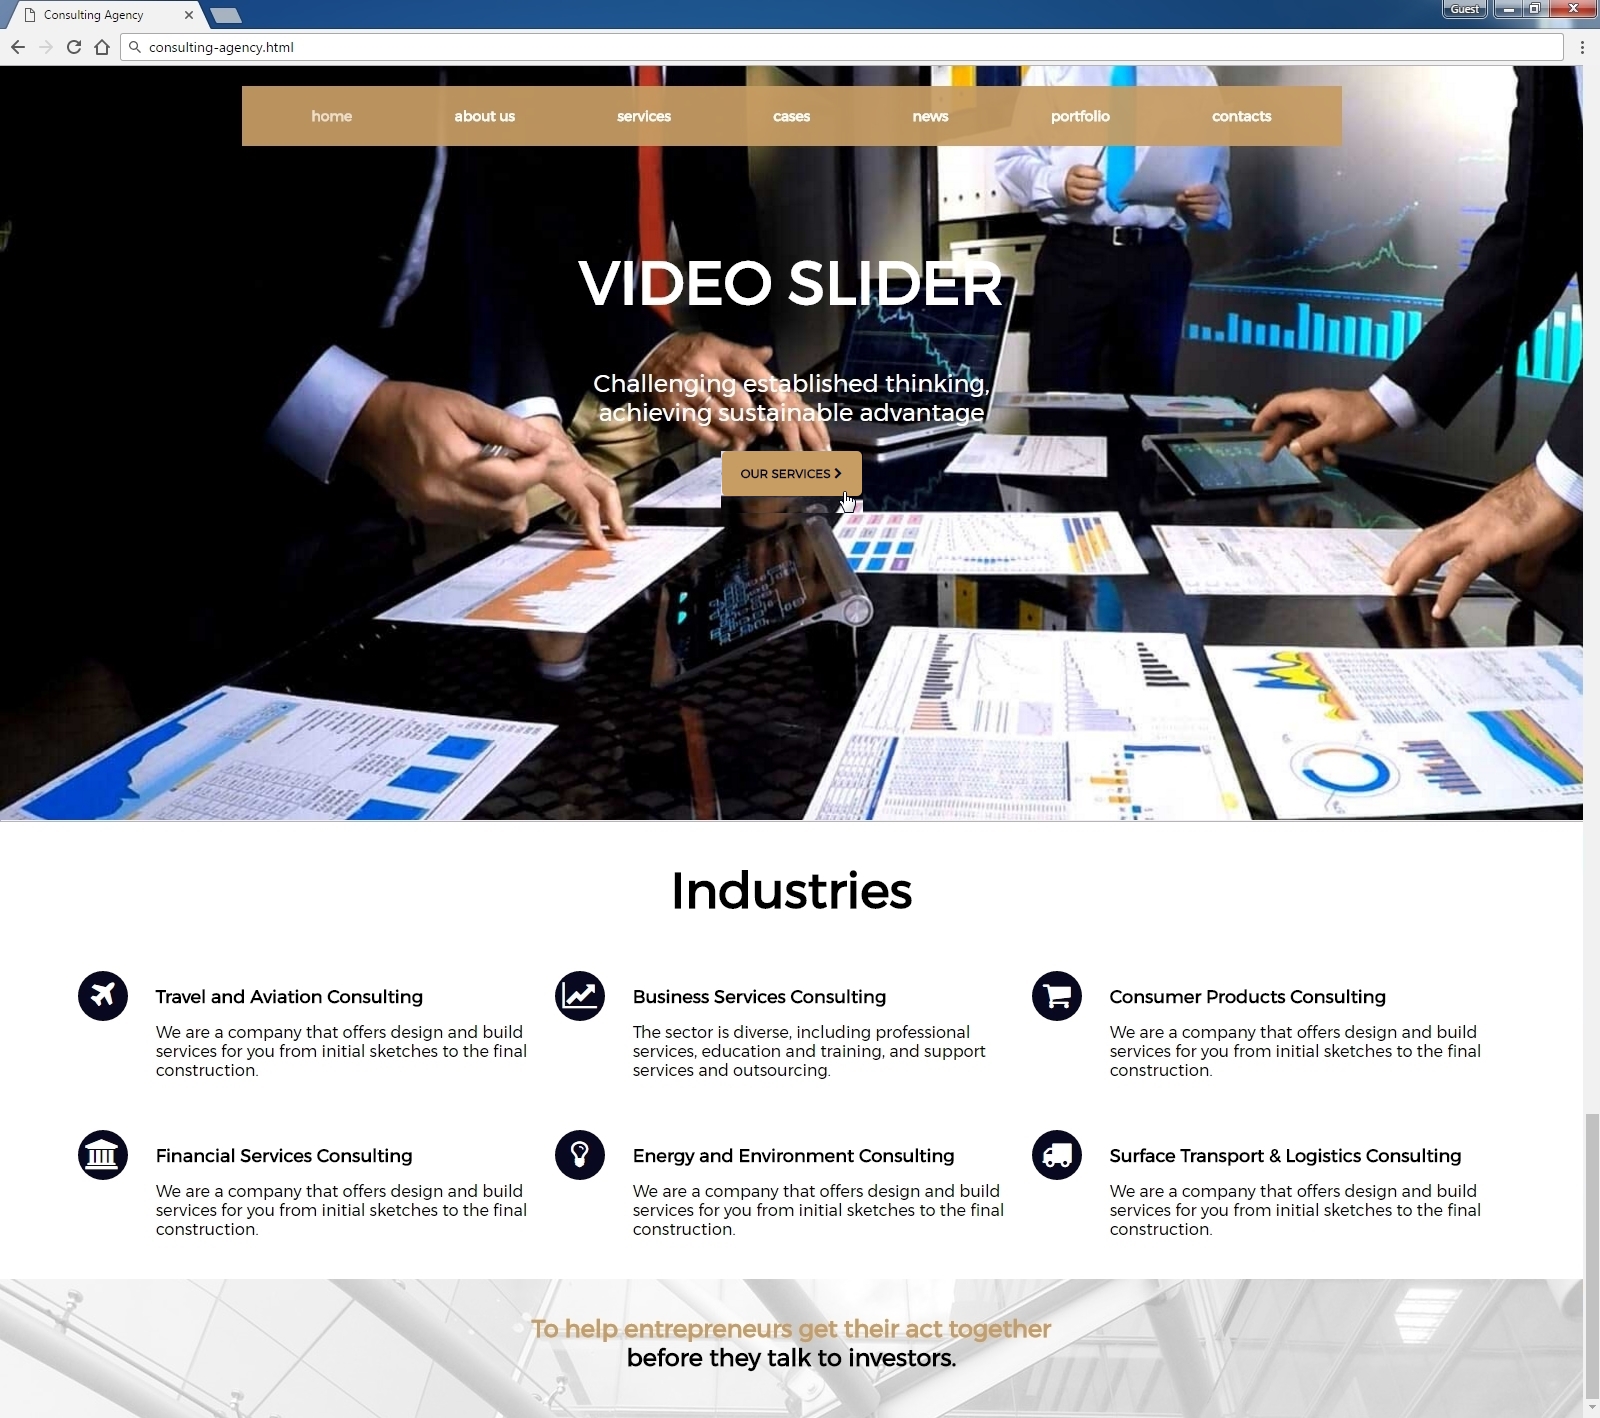 Consulting Agency
Guest
consulting-agency.html
home about us services cases news portfolio contacts
VIDEO SLIDER
Challenging established thinking,
achieving sustainable advantage
OUR SERVICES
Industries
Travel and Aviation Consulting
We are a company that offers design and build
services for you from initial sketches to the final
construction.
Business Services Consulting
The sector is diverse, including professional
services, education and training, and support
services and outsourcing.
Consumer Products Consulting
We are a company that offers design and build
services for you from initial sketches to the final
construction.
Financial Services Consulting
We are a company that offers design and build
services for you from initial sketches to the final
construction.
Energy and Environment Consulting
We are a company that offers design and build
services for you from initial sketches to the final
construction.
Surface Transport & Logistics Consulting
We are a company that offers design and build
services for you from initial sketches to the final
construction.
To help entrepreneurs get their act together
before they talk to investors.